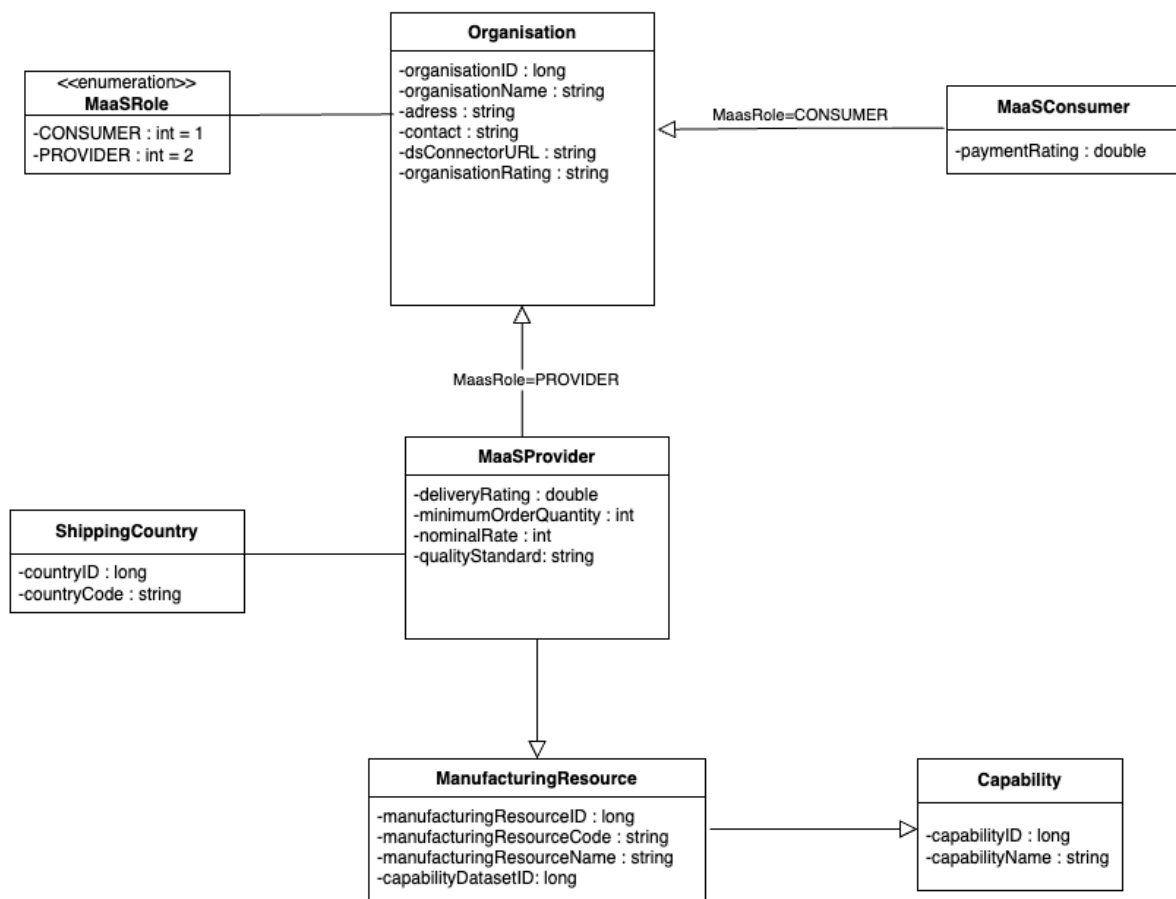 Organisation
-organisationID : long
-organisationName : string
-adress : string
-contact : string
-dsConnectorURL : string
-organisationRating : string
<<enumeration>>
MaaSRole
-CONSUMER : int = 1
-PROVIDER : int = 2
MaasRole=CONSUMER
MaaSConsumer
-paymentRating : double
MaasRole=PROVIDER
MaaSProvider
-deliveryRating : double
-minimumOrderQuantity : int
-nominalRate : int
-qualityStandard: string
ShippingCountry
-countryID : long
-countryCode : string
ManufacturingResource
-manufacturingResourceID : long
-manufacturingResourceCode : string
-manufacturingResourceName : string
-capabilityDatasetID: long
Capability
-capabilityID : long
-capabilityName : string